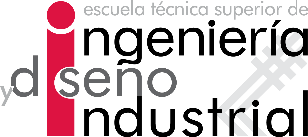 escuela técnica superior de
ingeniería
y diseño
industrial